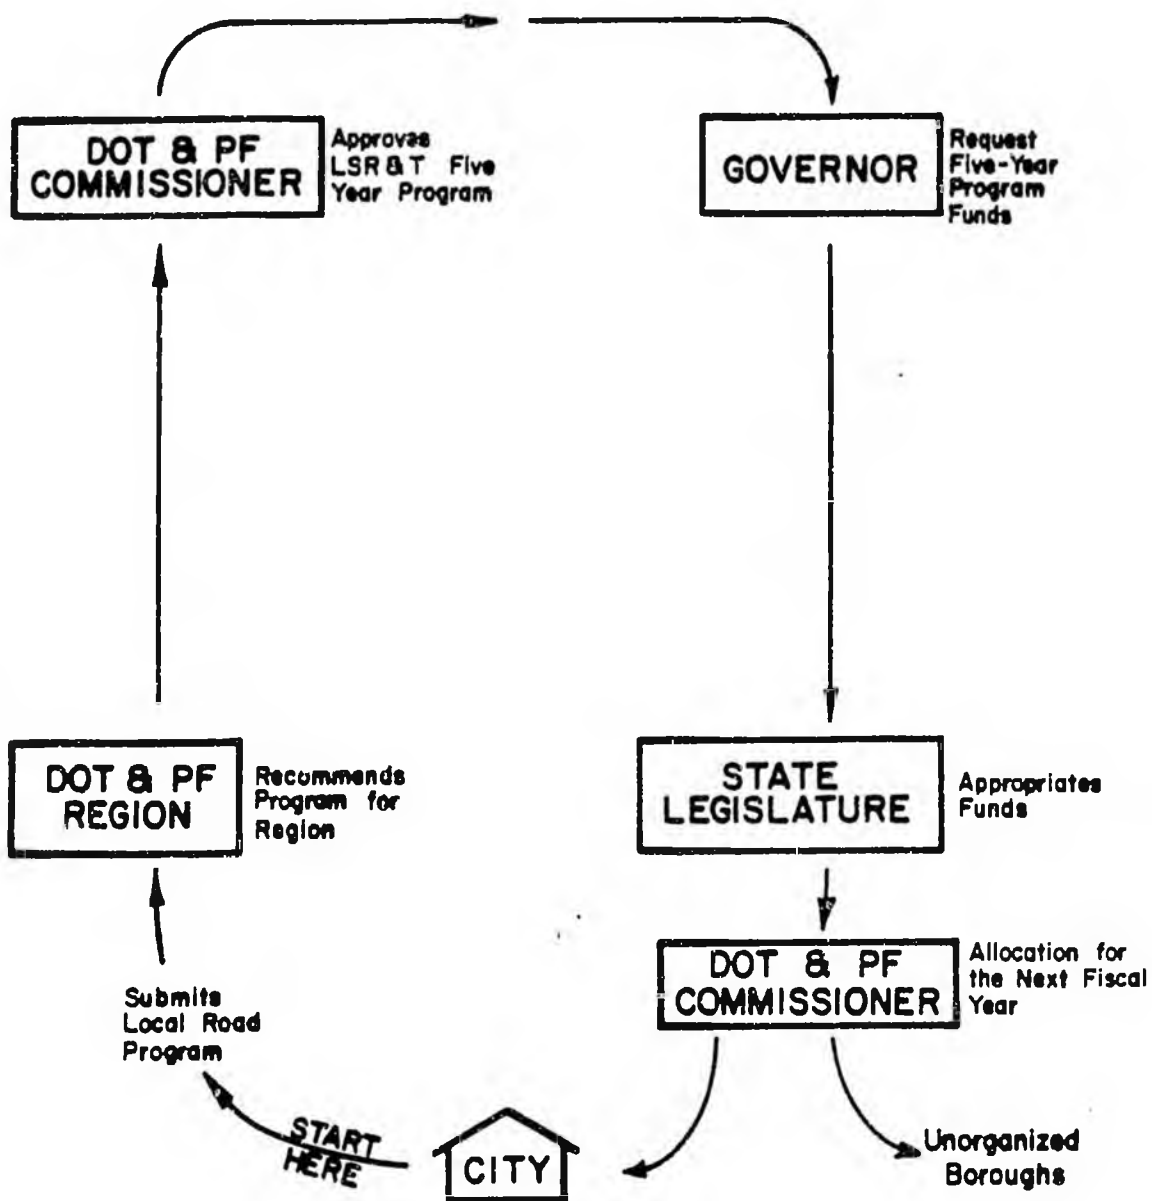 DOT & PF
COMMISSIONER
Approves
LSR&T Five
Year Program
GOVERNOR
Request
Five-Year
Program
Funds
DOT & PF
REGION
Recommends
Program for
Region
STATE
LEGISLATURE
Appropriates
Funds
DOT & PF
COMMISSIONER
Allocation for
the Next Fiscal
Year
Submits
Local Road
Program
START
HERE
CITY
Unorganized
Boroughs